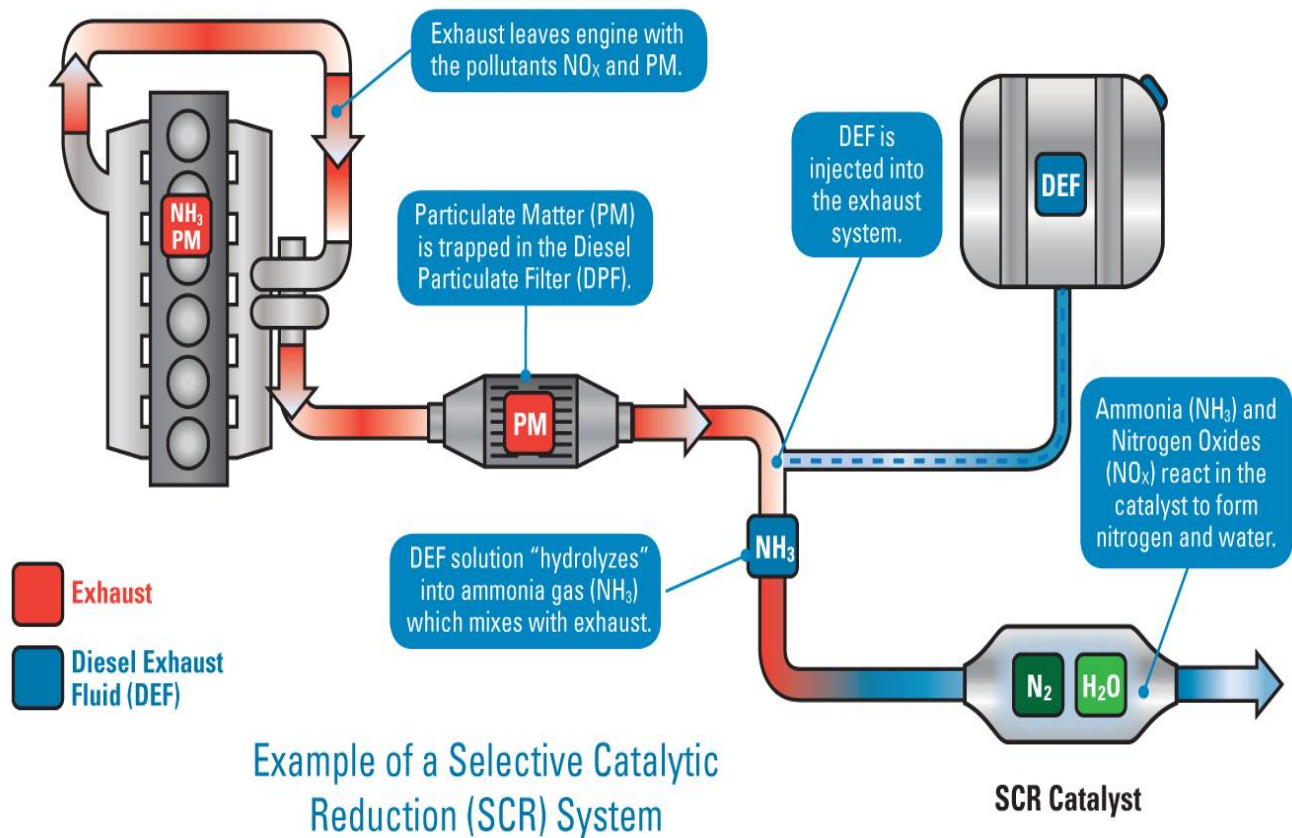 Exhaust leaves engine with
the pollutants NOx and PM.
DEF is
injected into
the exhaust
system.
DEF
NH₃
PM
Particulate Matter (PM)
is trapped in the Diesel
Particulate Filter (DPF).
PM
Ammonia (NH₃) and
Nitrogen Oxides
(NOx) react in the
catalyst to form
nitrogen and water.
DEF solution “hydrolyzes”
into ammonia gas (NH₃)
which mixes with exhaust.
NH₃
Exhaust
Diesel Exhaust
Fluid (DEF)
N₂
H₂O
SCR Catalyst
Example of a Selective Catalytic
Reduction (SCR) System